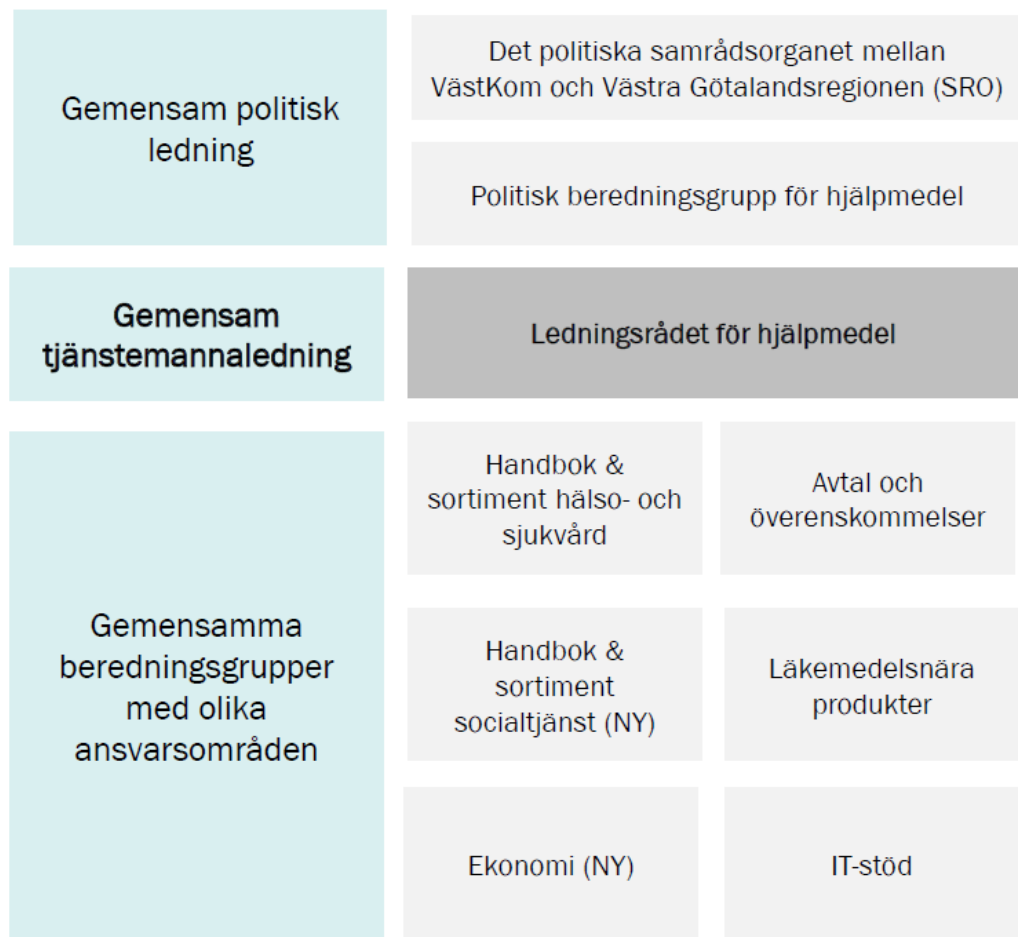 Gemensam politisk
ledning
Det politiska samrådsorganet mellan
VästKom och Västra Götalandsregionen (SRO)
Politisk beredningsgrupp för hjälpmedel
Gemensam
tjänstemannaledning
Ledningsrådet för hjälpmedel
Gemensamma
beredningsgrupper
med olika
ansvarsområden
Handbok &
sortiment hälso- och
sjukvård
Avtal och
överenskommelser
Handbok &
sortiment
socialtjänst (NY)
Läkemedelsnära
produkter
Ekonomi (NY)
IT-stöd